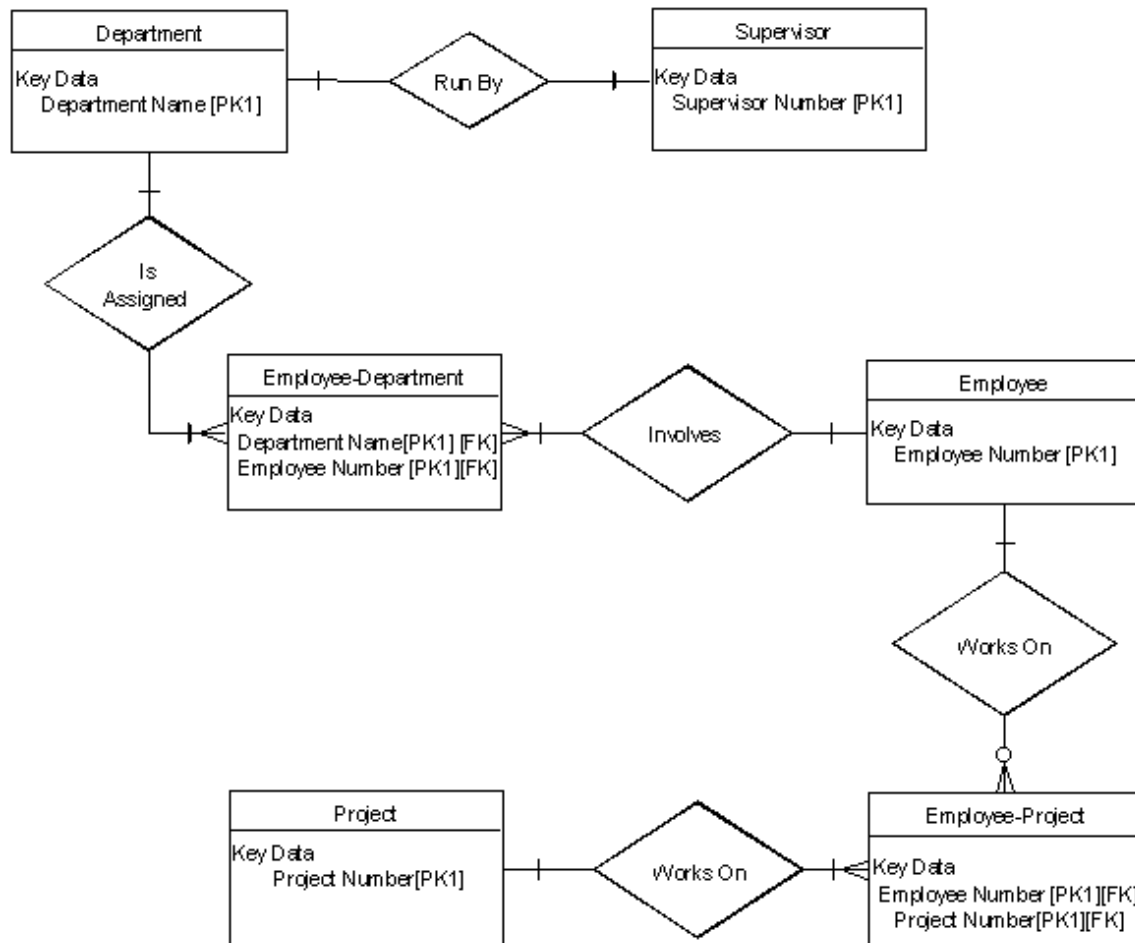 Department
Key Data
Department Name [PK1]
Run By
Supervisor
Key Data
Supervisor Number [PK1]
Is
Assigned
Employee-Department
Key Data
Department Name[PK1] [FK]
Employee Number [PK1][FK]
Involves
Employee
Key Data
Employee Number [PK1]
Works On
Project
Key Data
Project Number[PK1]
Works On
Employee-Project
Key Data
Employee Number [PK1][FK]
Project Number[PK1][FK]